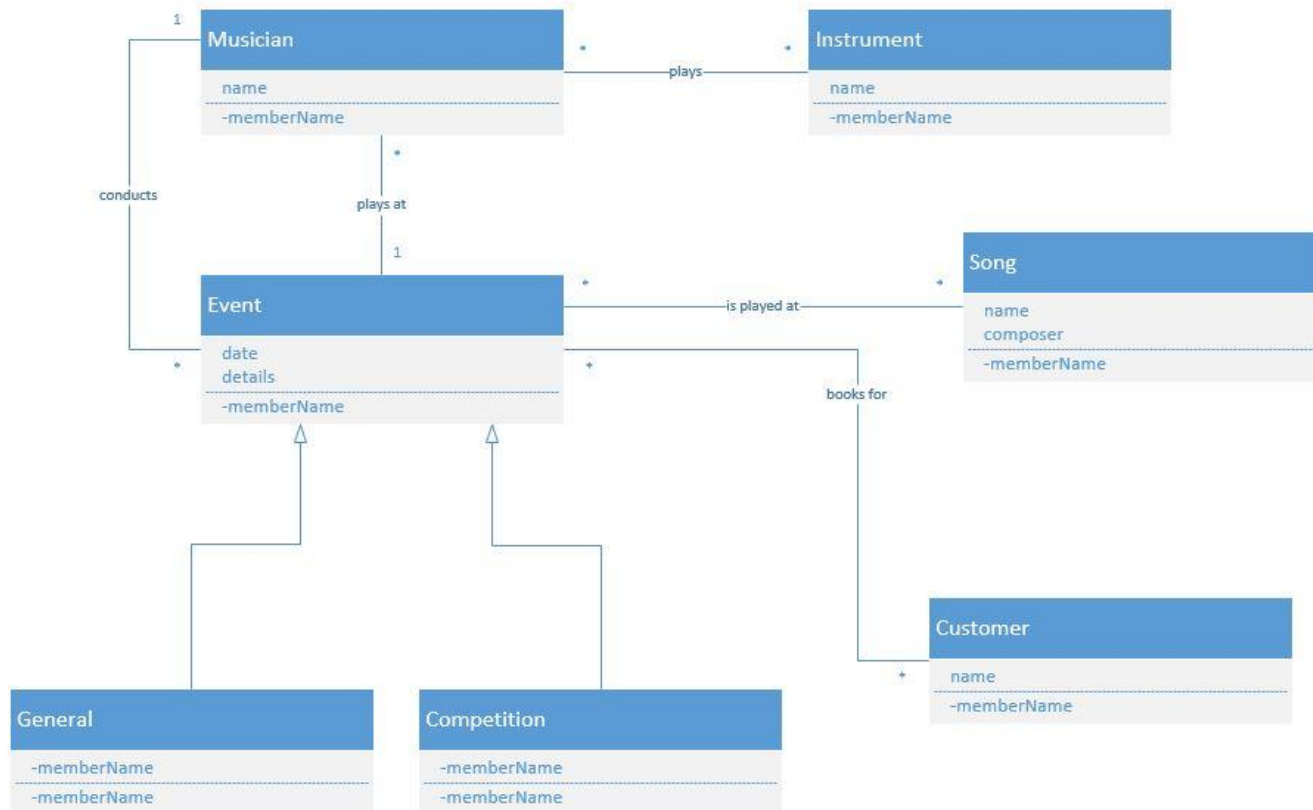 1
Musician
name
-memberName
*
*
Instrument
name
-memberName
plays
*
conducts
plays at
1
Event
date
details
-memberName
*
*
*
is played at
*
Song
name
composer
-memberName
books for
Customer
name
-memberName
*
General
-memberName
-memberName
Competition
-memberName
-memberName